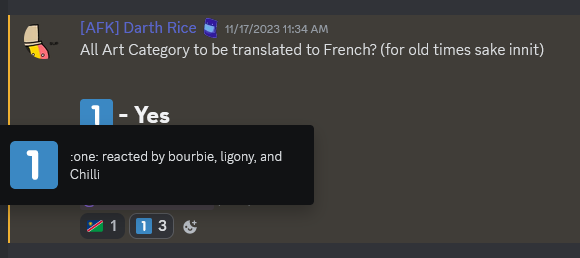 [AFK] Darth Rice 11/17/2023 11:34 AM
All Art Category to be translated to French? (for old times sake innit)
1 - Yes
1 :one: reacted by bourbie, ligony, and
Chilli
1 1 3